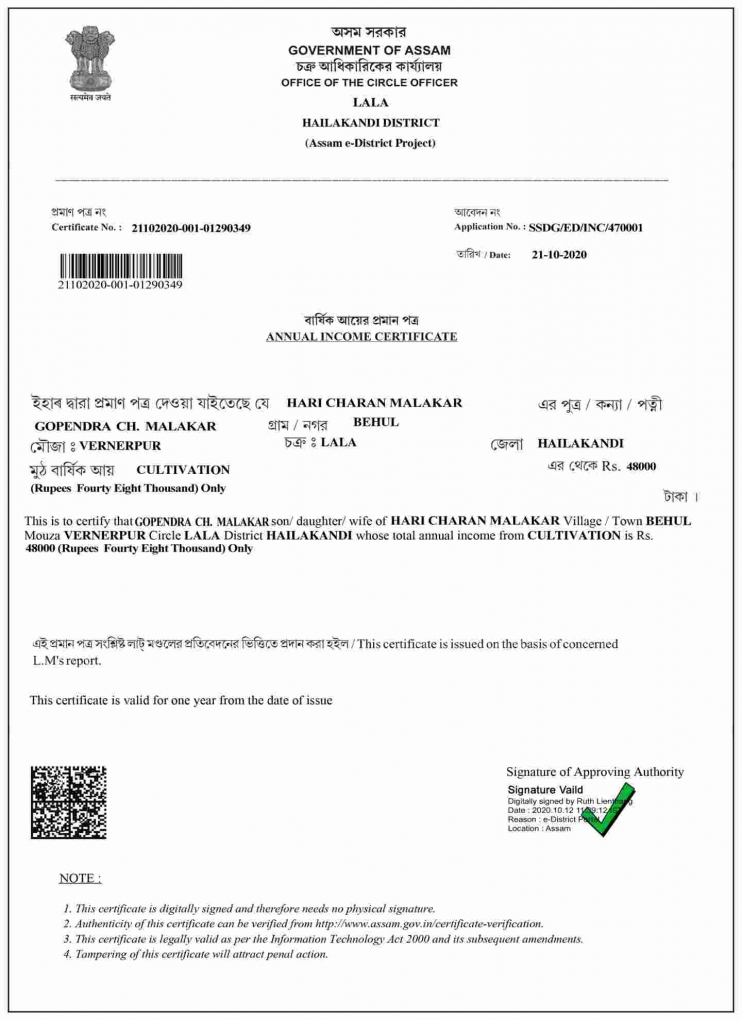 सत्यमेव जयते
অসম সরকার
GOVERNMENT OF ASSAM
চক্ৰ আধিকাৰিকেৰ কাৰ্য্যালয়
OFFICE OF THE CIRCLE OFFICER
LALA
HAILAKANDI DISTRICT
(Assam e-District Project)
প্ৰমাণ পত্ৰ নং
Certificate No. : 21102020-001-01290349
আবেদন নং
Application No. : SSDG/ED/INC/470001
তারিখ / Date: 21-10-2020
21102020-001-01290349
বাৰ্ষিক আয়ের প্ৰমান পত্ৰ
ANNUAL INCOME CERTIFICATE
ইহাৰ দ্বাৰা প্ৰমাণ পত্ৰ দেওয়া যাইতেছে যে HARI CHARAN MALAKAR এর পুত্ৰ / কন্যা / পত্নী
GOPENDRA CH. MALAKAR গ্ৰাম / নগৰ BEHUL
মৌজা : VERNERPUR চক্ৰ : LALA জেলা HAILAKANDI
মুঠ বাৰ্ষিক আয় CULTIVATION এর থেকে Rs. 48000
(Rupees Fourty Eight Thousand) Only
টাকা ।
This is to certify that GOPENDRA CH. MALAKAR son/ daughter/ wife of HARI CHARAN MALAKAR Village / Town BEHUL
Mouza VERNERPUR Circle LALA District HAILAKANDI whose total annual income from CULTIVATION is Rs.
48000 (Rupees Fourty Eight Thousand) Only
এই প্ৰমান পত্ৰ সংশ্লিষ্ট লাট্ মণ্ডলের প্ৰতিবেদনের ভিত্তিতে প্ৰদান করা হইল / This certificate is issued on the basis of concerned
L.M's report.
This certificate is valid for one year from the date of issue
Signature of Approving Authority
Signature Vaild
Digitally signed by Ruth
Date : 2020.10.12
Reason : e-District Portal
Location : Assam
NOTE :
1. This certificate is digitally signed and therefore needs no physical signature.
2. Authenticity of this certificate can be verified from http://www.assam.gov.in/certificate-verification.
3. This certificate is legally valid as per the Information Technology Act 2000 and its subsequent amendments.
4. Tampering of this certificate will attract penal action.